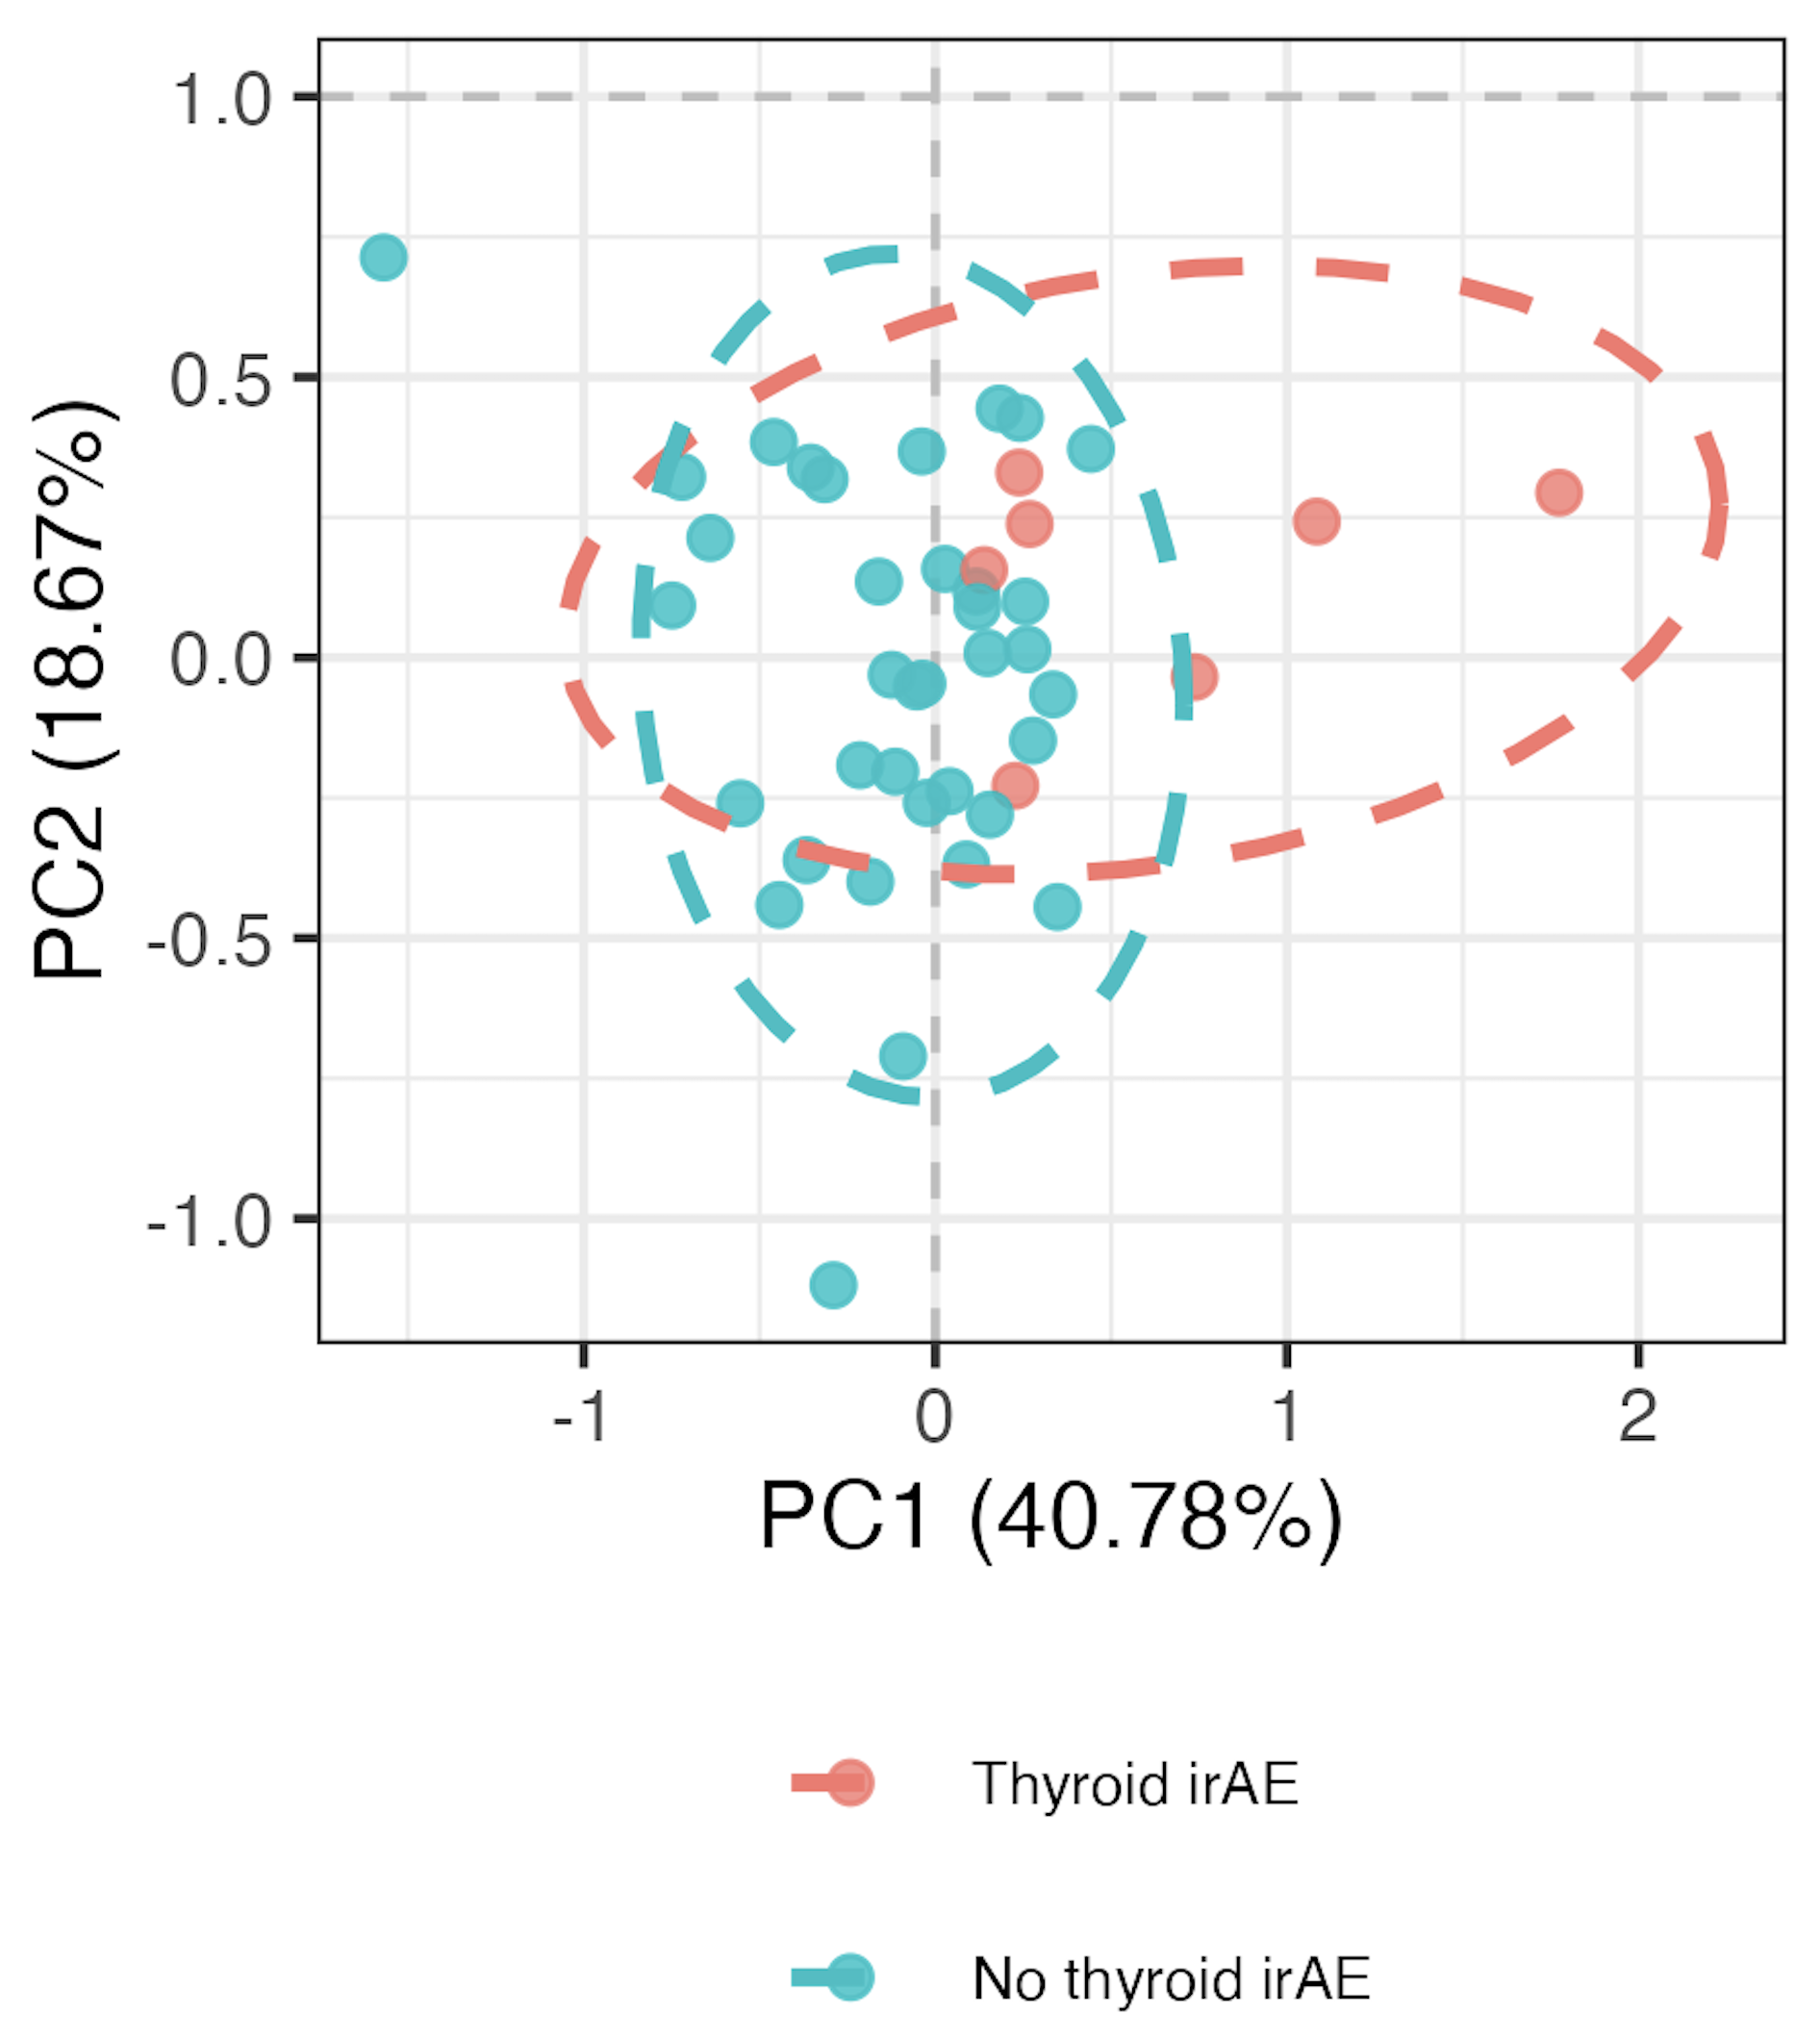 PC2 (18.67%)
1.0
0.5
0.0
-0.5
-1.0
-1 0 1 2
PC1 (40.78%)
Thyroid irAE
No thyroid irAE